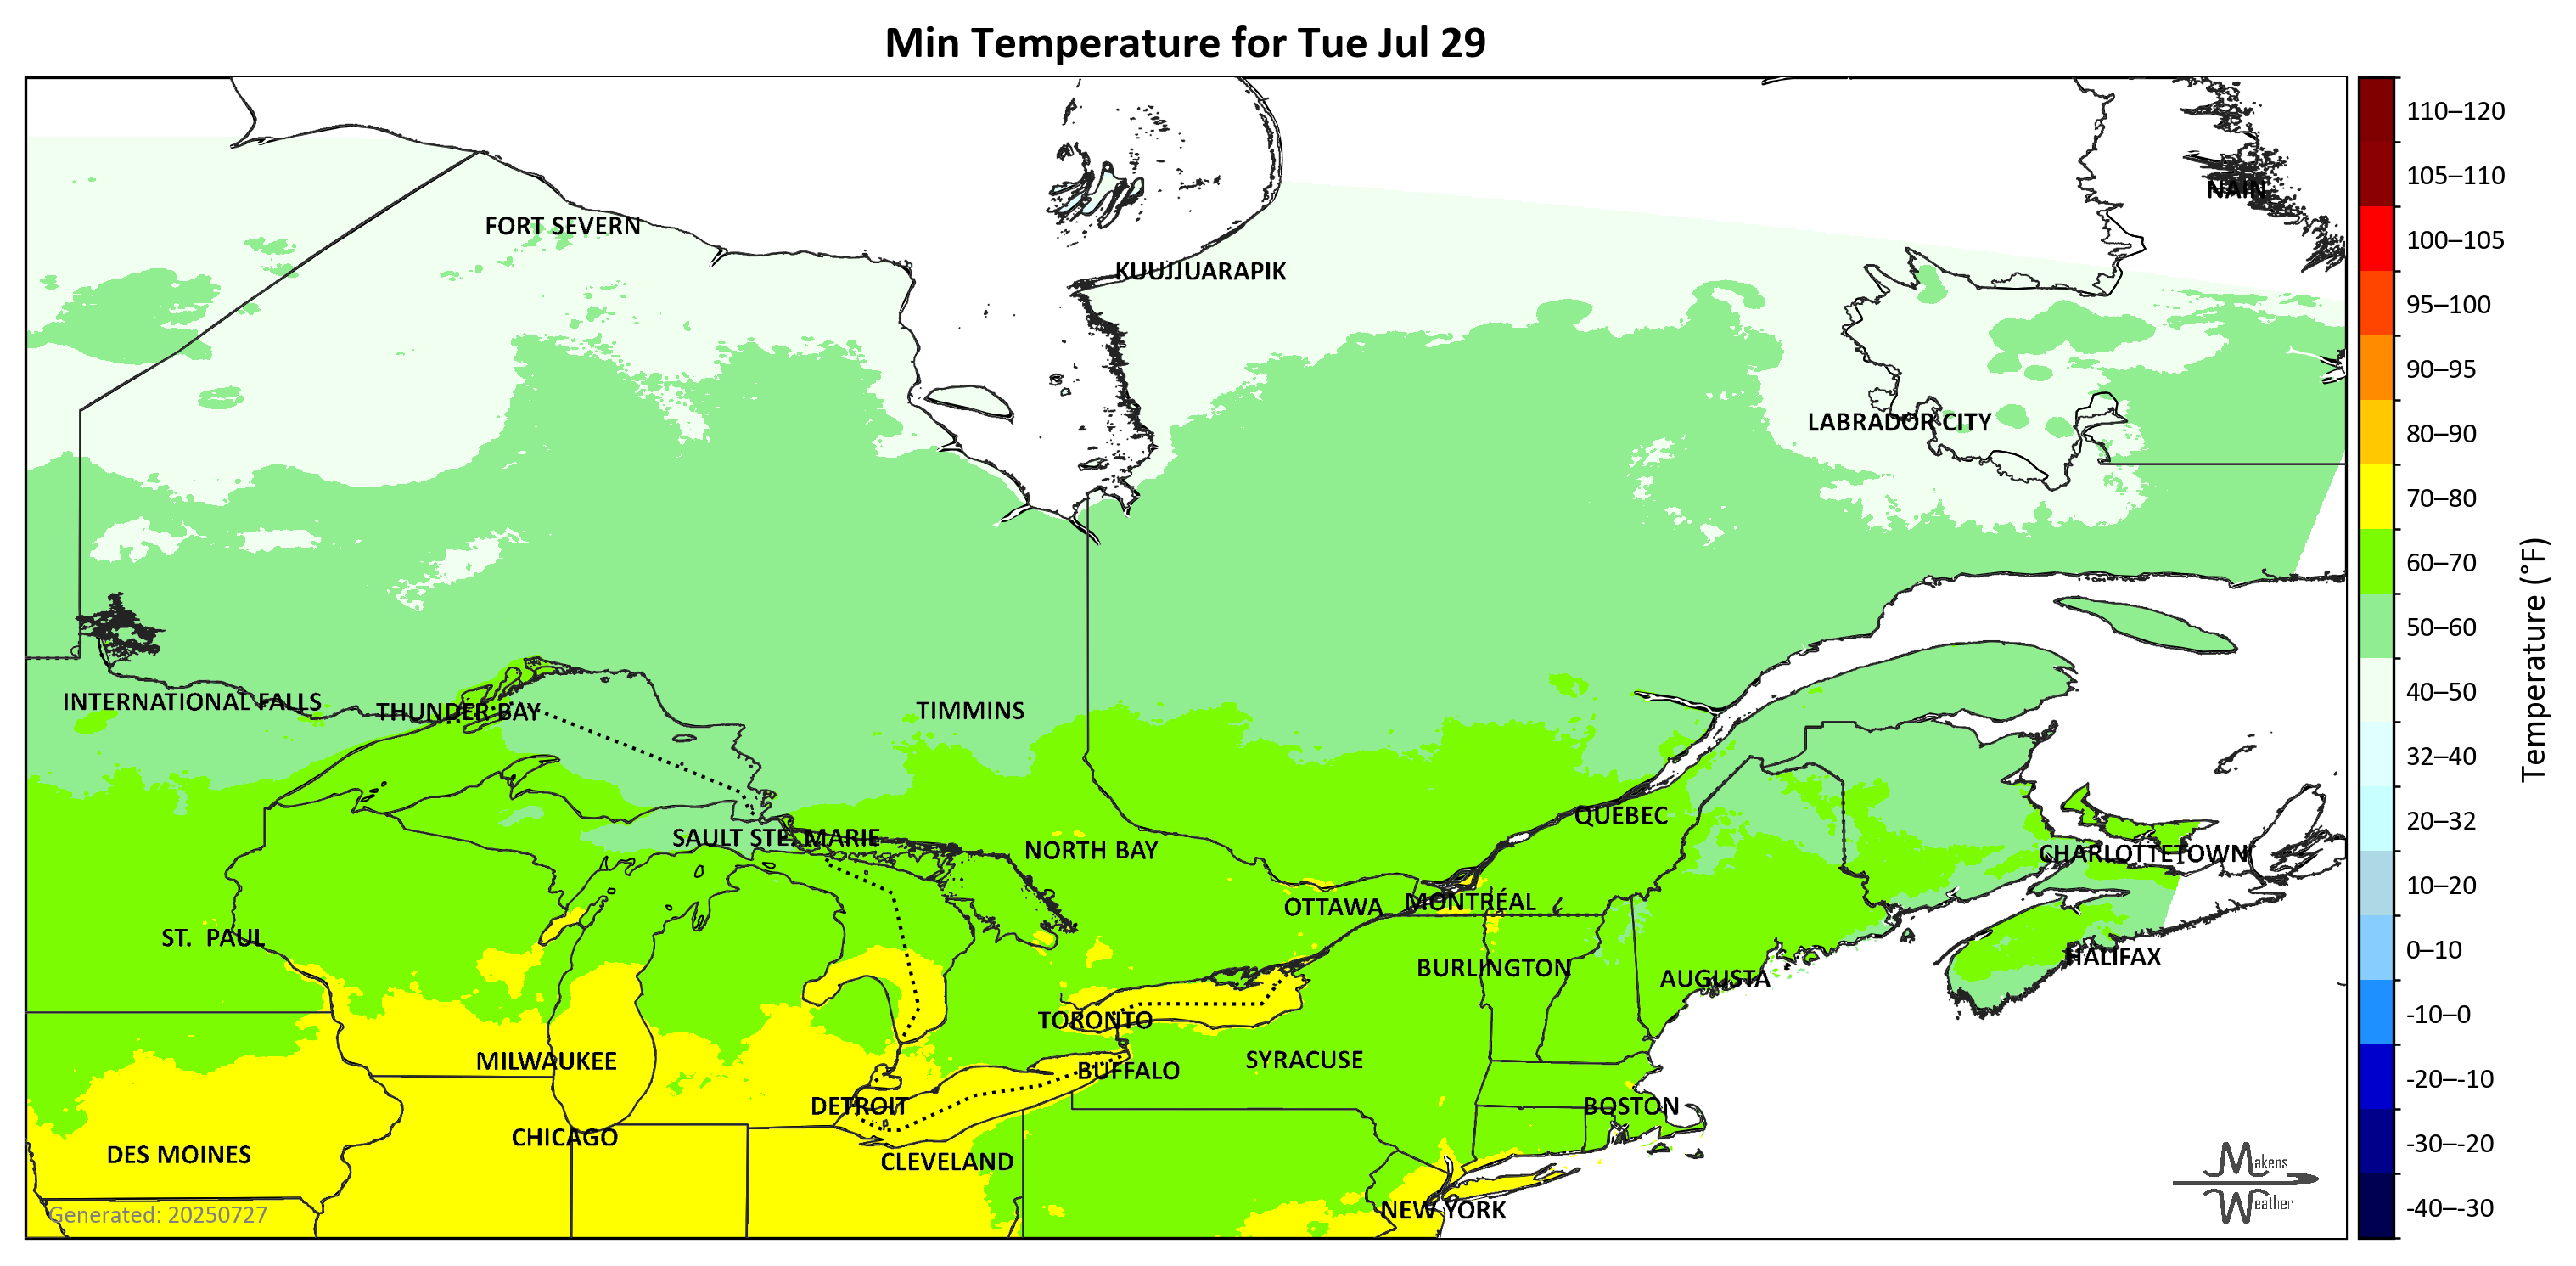 Min Temperature for Tue Jul 29
NAIN
FORT SEVERN
KUUJJUARAPIK
LABRADOR CITY
INTERNATIONAL FALLS
THUNDER BAY
TIMMINS
QUÉBEC
SAULT STE. MARIE
NORTH BAY
CHARLOTTETOWN
MONTRÉAL
OTTAWA
ST.  PAUL
HALIFAX
BURLINGTON
AUGUSTA
TORONTO
MILWAUKEE
SYRACUSE
BUFFALO
DETROIT
BOSTON
CHICAGO
DES MOINES
CLEVELAND
NEW YORK
Generated: 20250727
Makens
Weather
110–120
105–110
100–105
95–100
90–95
80–90
70–80
60–70
50–60
40–50
32–40
20–32
10–20
0–10
-10–0
-20–-10
-30–-20
-40–-30
Temperature (°F)